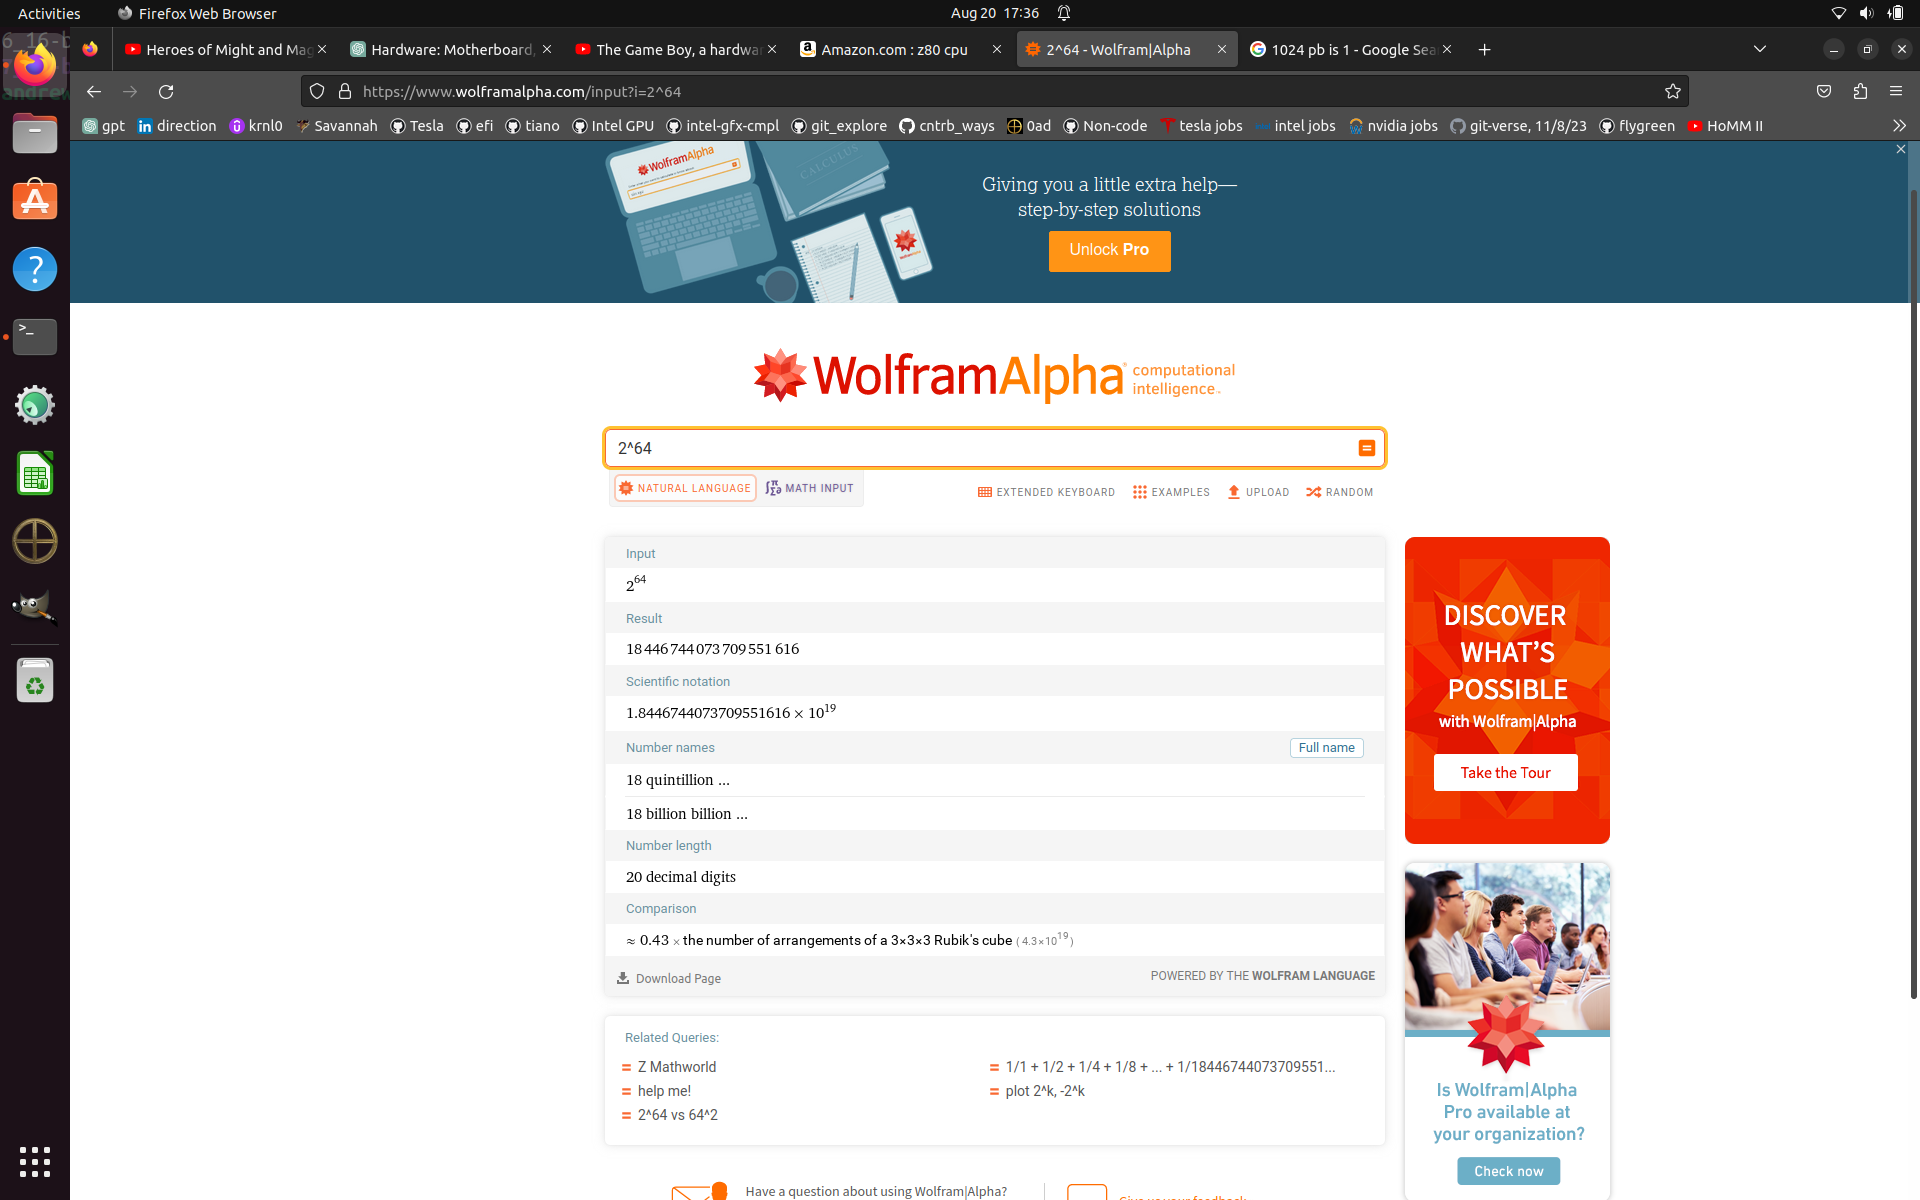 Activities
Firefox Web Browser
Aug 20 17:36
Heroes of Might and Mag
Hardware: Motherboard,
The Game Boy, a hardwar
Amazon.com : z80 cpu
2^64 - Wolfram|Alpha
1024 pb is 1 - Google Sea
https://www.wolframalpha.com/input?i=2^64
gpt
direction
krnl0
Savannah
Tesla
efi
tiano
Intel GPU
intel-gfx-cmpl
git_explore
cntrb_ways
0ad
Non-code
tesla jobs
intel jobs
nvidia jobs
git-verse, 11/8/23
flygreen
HoMM II
WolframAlpha
CALCULUS
Giving you a little extra help—
step-by-step solutions
Unlock Pro
WolframAlpha computational intelligence™
2^64
NATURAL LANGUAGE
MATH INPUT
EXTENDED KEYBOARD
EXAMPLES
UPLOAD
RANDOM
Input
2^64
Result
18 446 744 073 709 551 616
Scientific notation
1.8446744073709551616 × 10^19
Number names
Full name
18 quintillion ...
18 billion billion ...
Number length
20 decimal digits
Comparison
≈ 0.43 × the number of arrangements of a 3×3×3 Rubik's cube ( 4.3×10^19 )
Download Page
POWERED BY THE WOLFRAM LANGUAGE
Related Queries:
Z Mathworld
1/1 + 1/2 + 1/4 + 1/8 + ... + 1/18446744073709551...
help me!
plot 2^k, -2^k
2^64 vs 64^2
DISCOVER
WHAT'S
POSSIBLE
with Wolfram|Alpha
Take the Tour
Is Wolfram|Alpha
Pro available at
your organization?
Check now
Have a question about using Wolfram|Alpha?
Give us your feedback